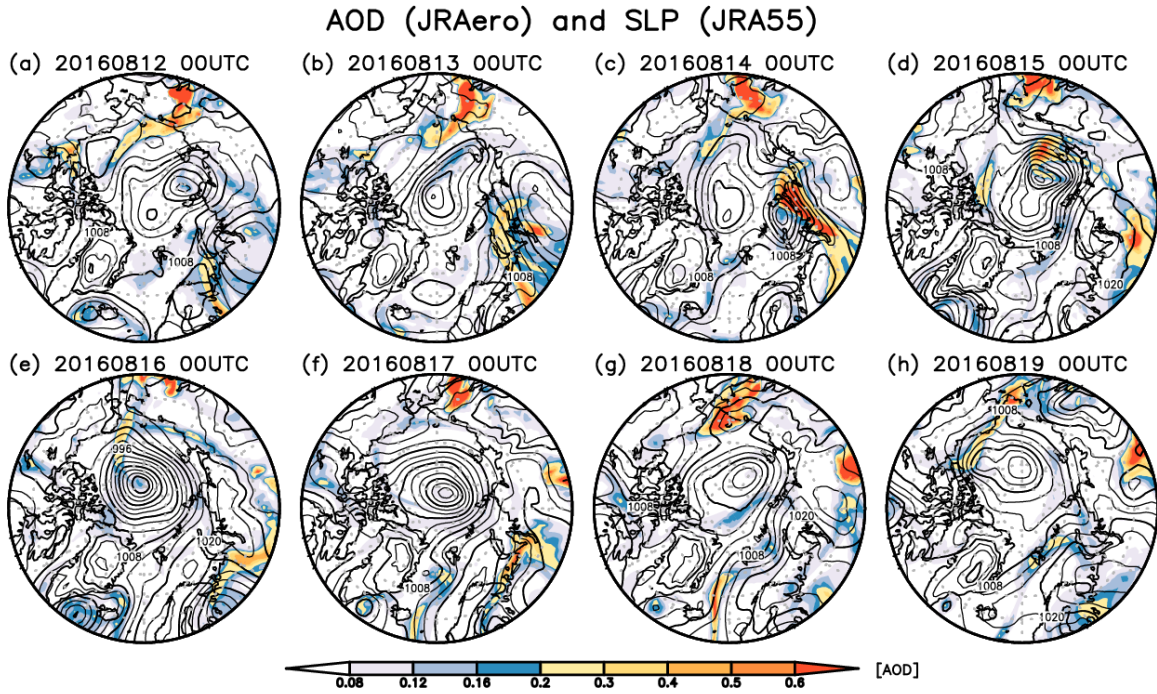 AOD (JRAero) and SLP (JRA55)
(a) 20160812 00UTC
(b) 20160813 00UTC
(c) 20160814 00UTC
(d) 20160815 00UTC
1008
1008
1008
1008
1008
1008
1008
1020
(e) 20160816 00UTC
(f) 20160817 00UTC
(g) 20160818 00UTC
(h) 20160819 00UTC
996
1008
1020
1008
1008
1008
1020
1008
1008
1020
0.08 0.12 0.16 0.2 0.3 0.4 0.5 0.6 [AOD]